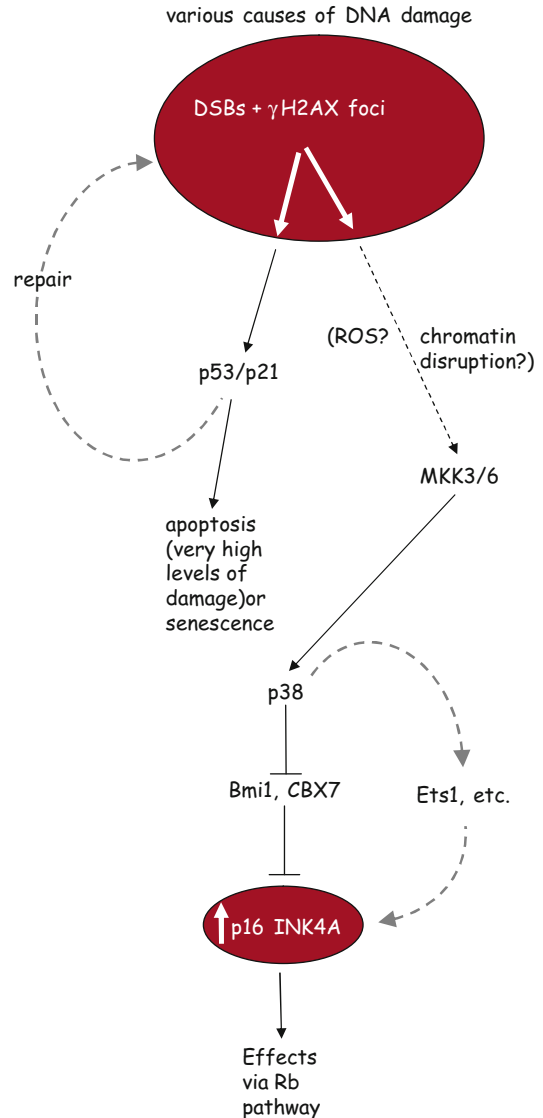 various causes of DNA damage
DSBs + γH2AX foci
repair
(ROS?
chromatin
disruption?)
p53/p21
MKK3/6
apoptosis
(very high
levels of
damage)or
senescence
p38
Bmi1, CBX7
Ets1, etc.
p16 INK4A
Effects
via Rb
pathway